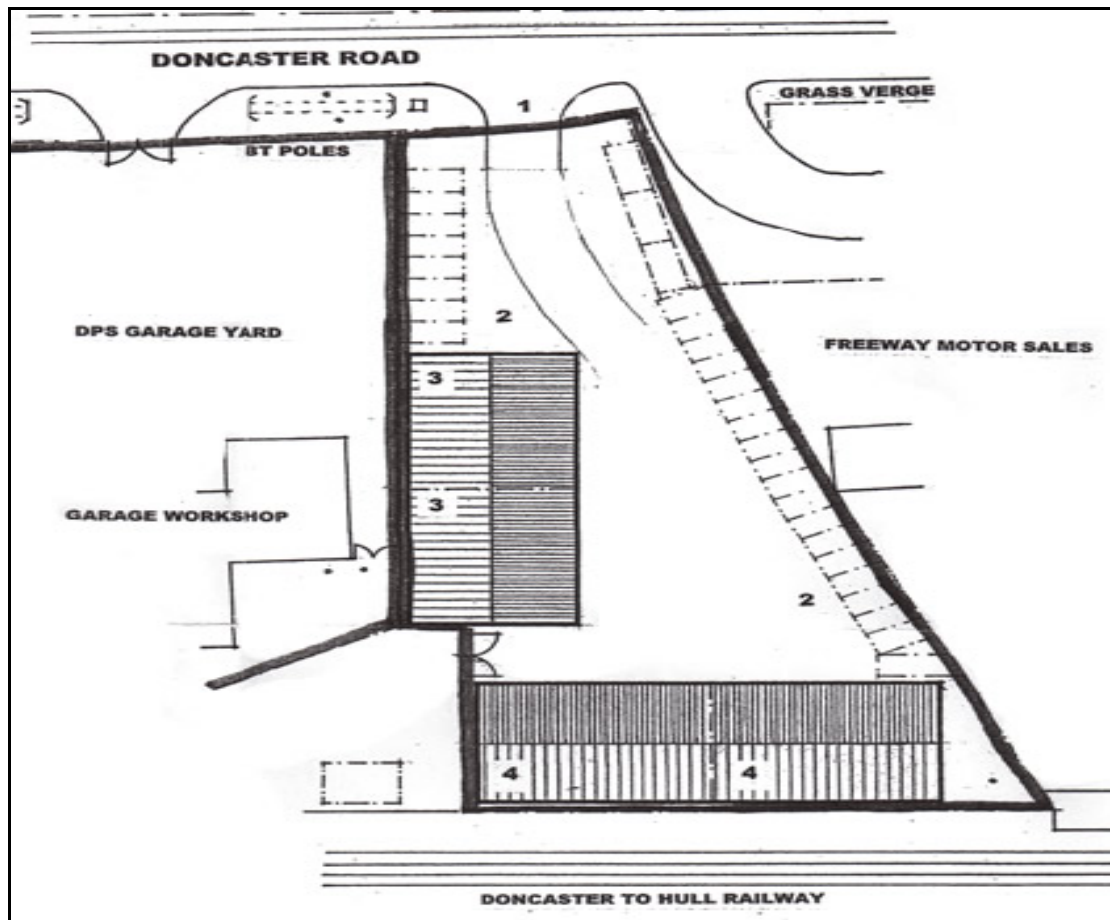 DONCASTER ROAD
GRASS VERGE
1
BT POLES
2
DPS GARAGE YARD
FREEWAY MOTOR SALES
3
3
GARAGE WORKSHOP
2
4
4
DONCASTER TO HULL RAILWAY